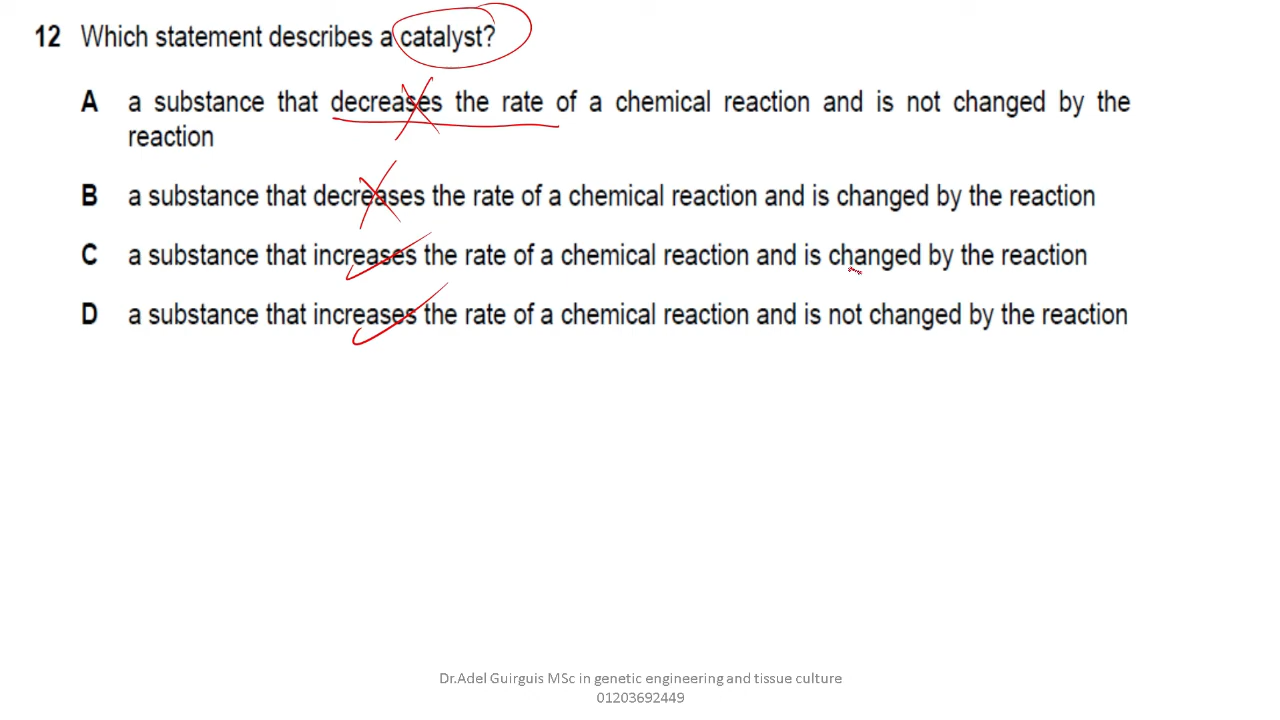 12 Which statement describes a catalyst?
A a substance that decreases the rate of a chemical reaction and is not changed by the
reaction
B a substance that decreases the rate of a chemical reaction and is changed by the reaction
C a substance that increases the rate of a chemical reaction and is changed by the reaction
D a substance that increases the rate of a chemical reaction and is not changed by the reaction
Dr.Adel Guirguis MSc in genetic engineering and tissue culture
01203692449